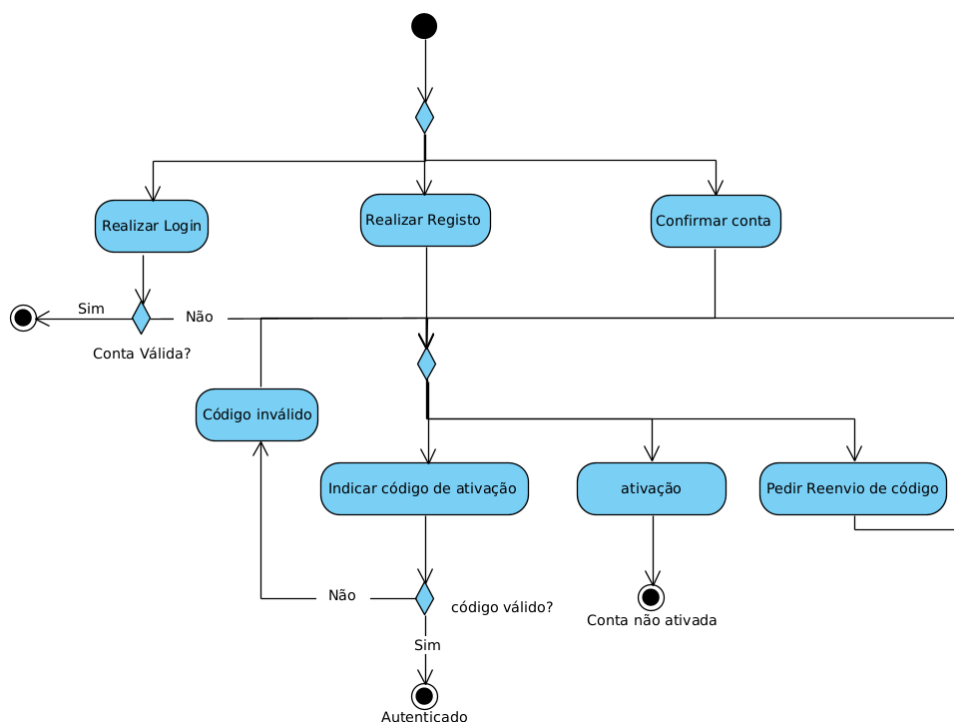 Realizar Login
Realizar Registo
Confirmar conta
Sim
Não
Conta Válida?
Código inválido
Indicar código de ativação
ativação
Pedir Reenvio de código
Não
código válido?
Conta não ativada
Sim
Autenticado